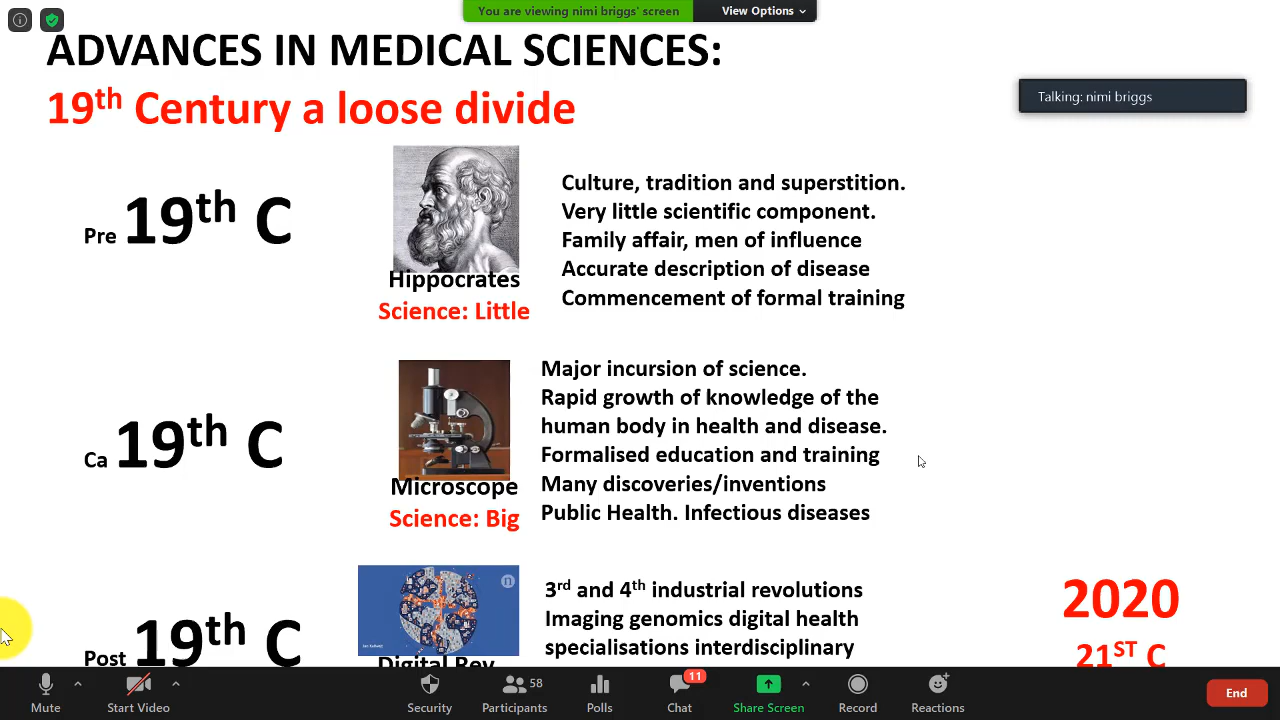 You are viewing nimi briggs' screen
View Options
ADVANCES IN MEDICAL SCIENCES:
19th Century a loose divide
Talking: nimi briggs
Pre 19th C
Hippocrates
Science: Little
Culture, tradition and superstition.
Very little scientific component.
Family affair, men of influence
Accurate description of disease
Commencement of formal training
Ca 19th C
Microscope
Science: Big
Major incursion of science.
Rapid growth of knowledge of the
human body in health and disease.
Formalised education and training
Many discoveries/inventions
Public Health. Infectious diseases
Post 19th C
n
Digital Rev
3rd and 4th industrial revolutions
Imaging genomics digital health
specialisations interdisciplinary
2020
21ST C
Mute
Start Video
Security
58
Participants
Polls
11
Chat
Share Screen
Record
Reactions
End